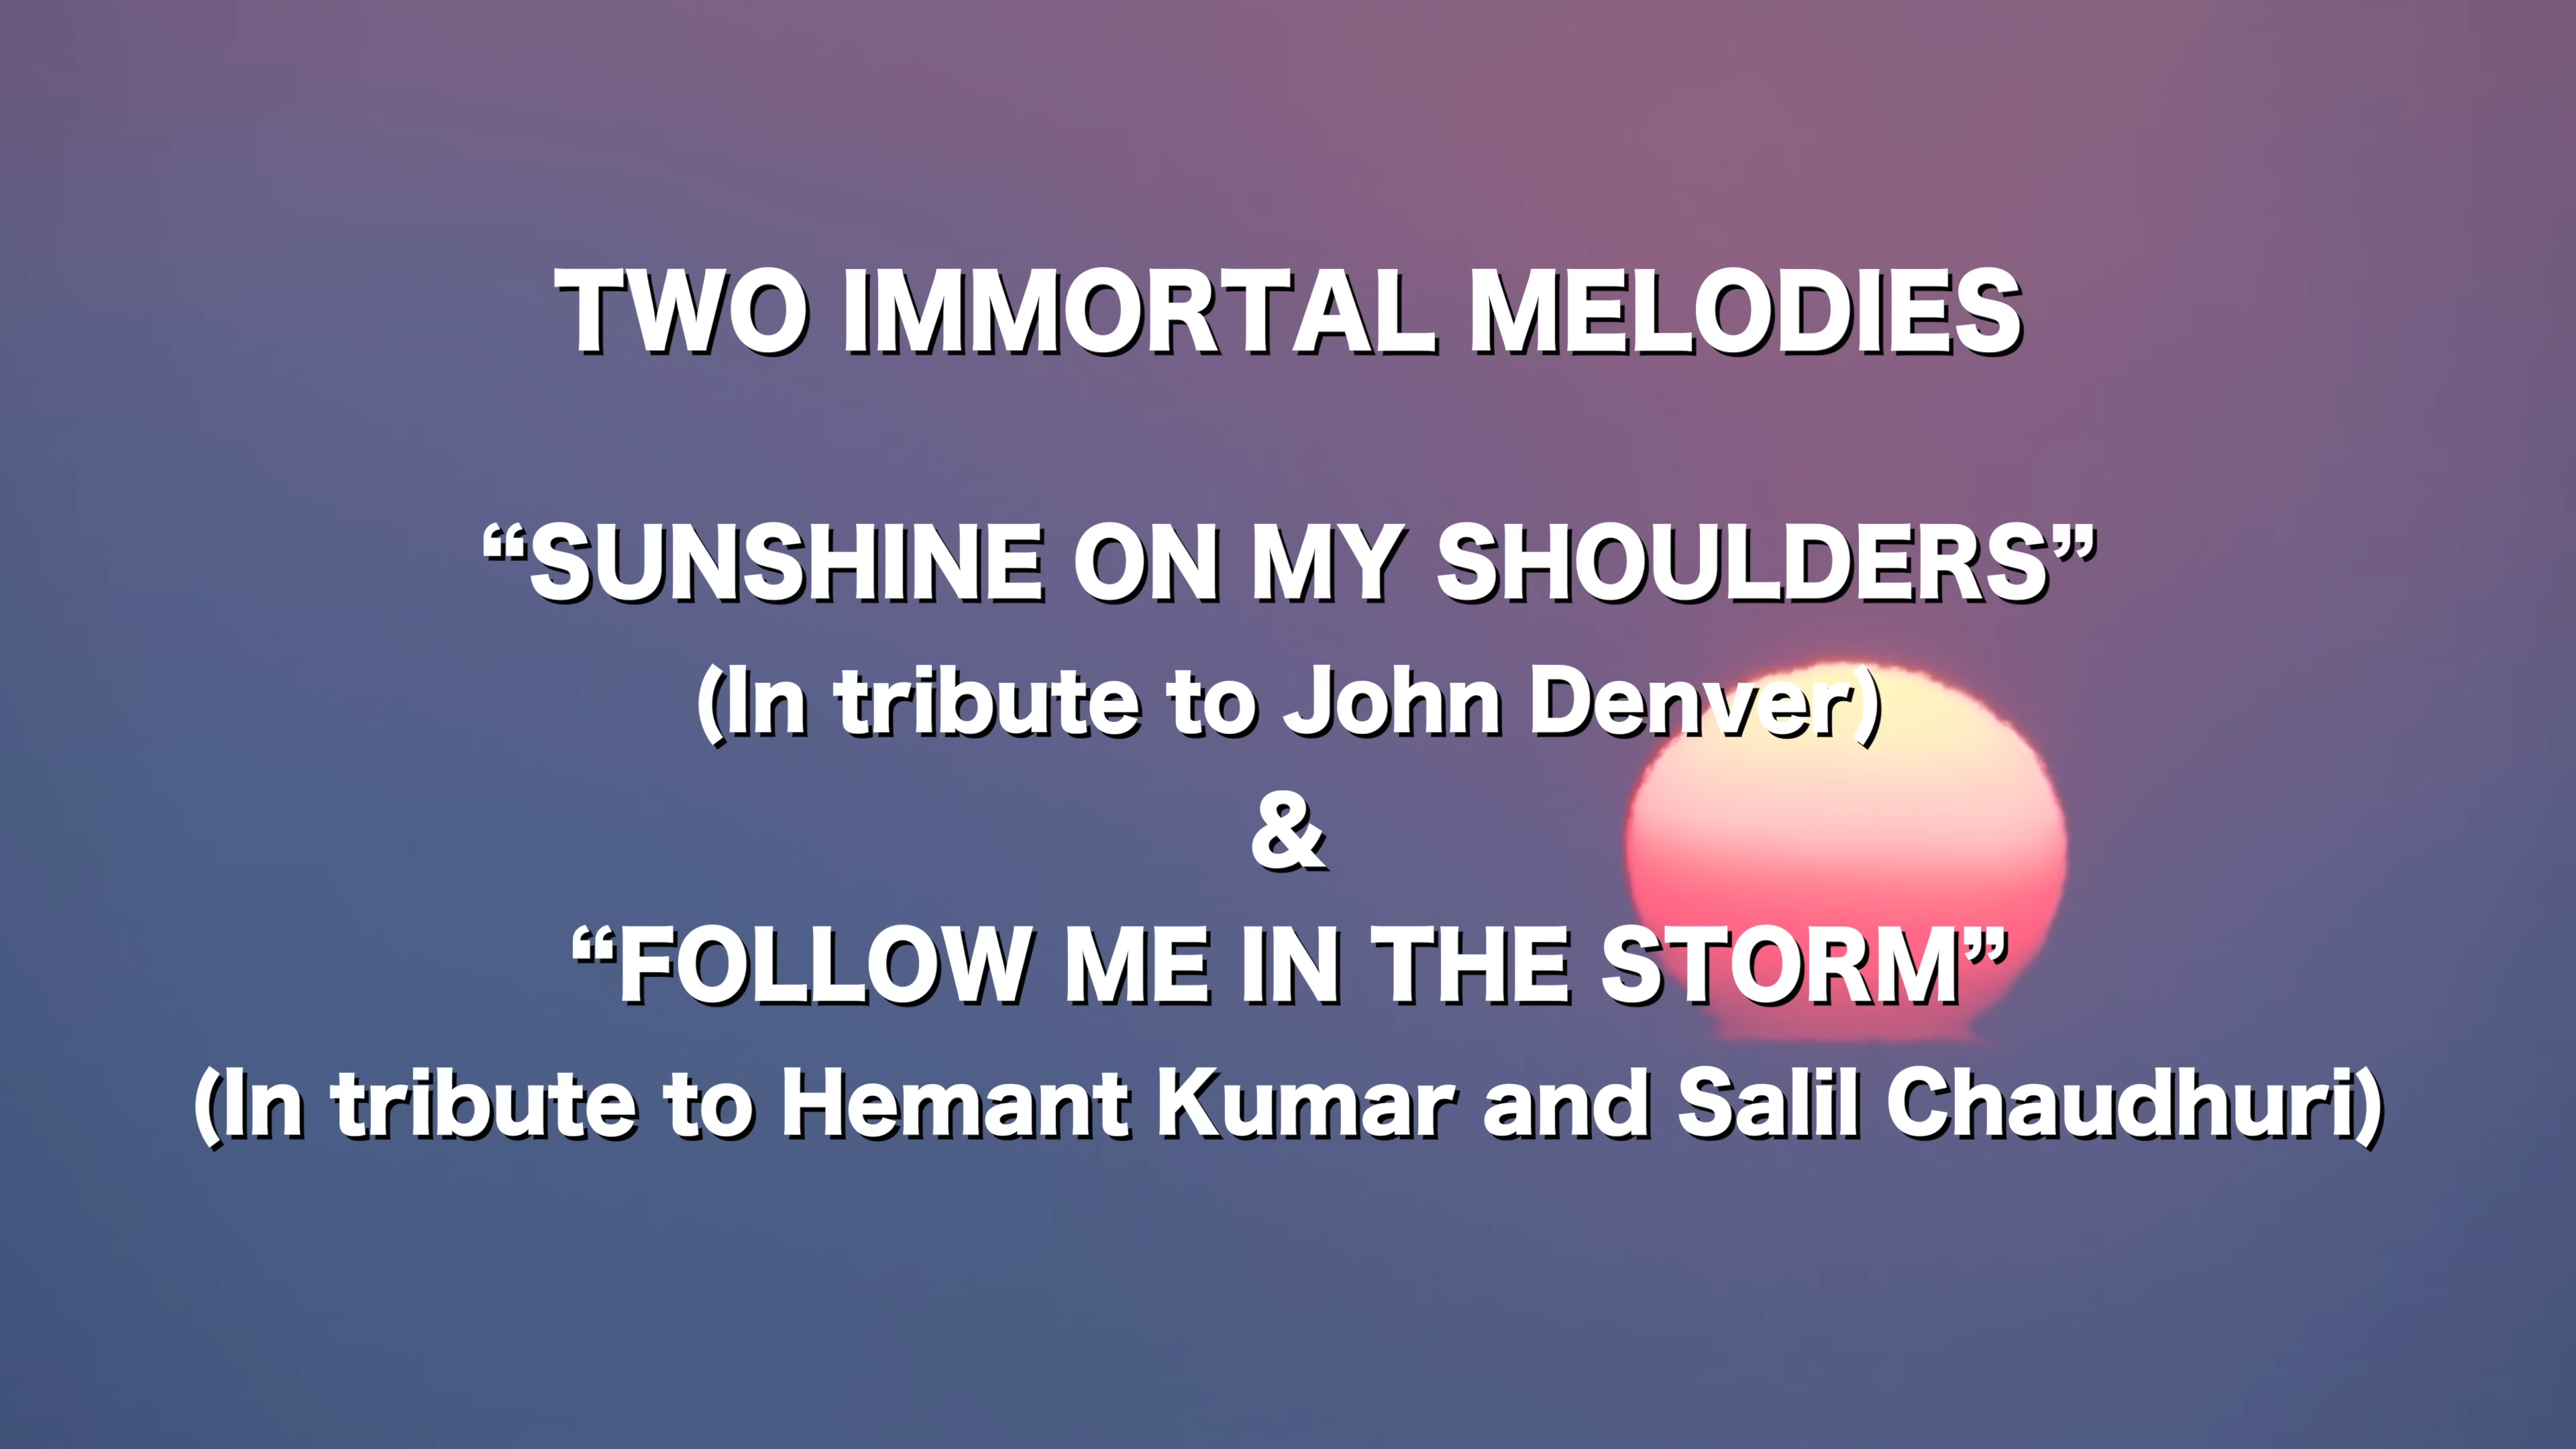 TWO IMMORTAL MELODIES
“SUNSHINE ON MY SHOULDERS”
(In tribute to John Denver)
&
“FOLLOW ME IN THE STORM”
(In tribute to Hemant Kumar and Salil Chaudhuri)